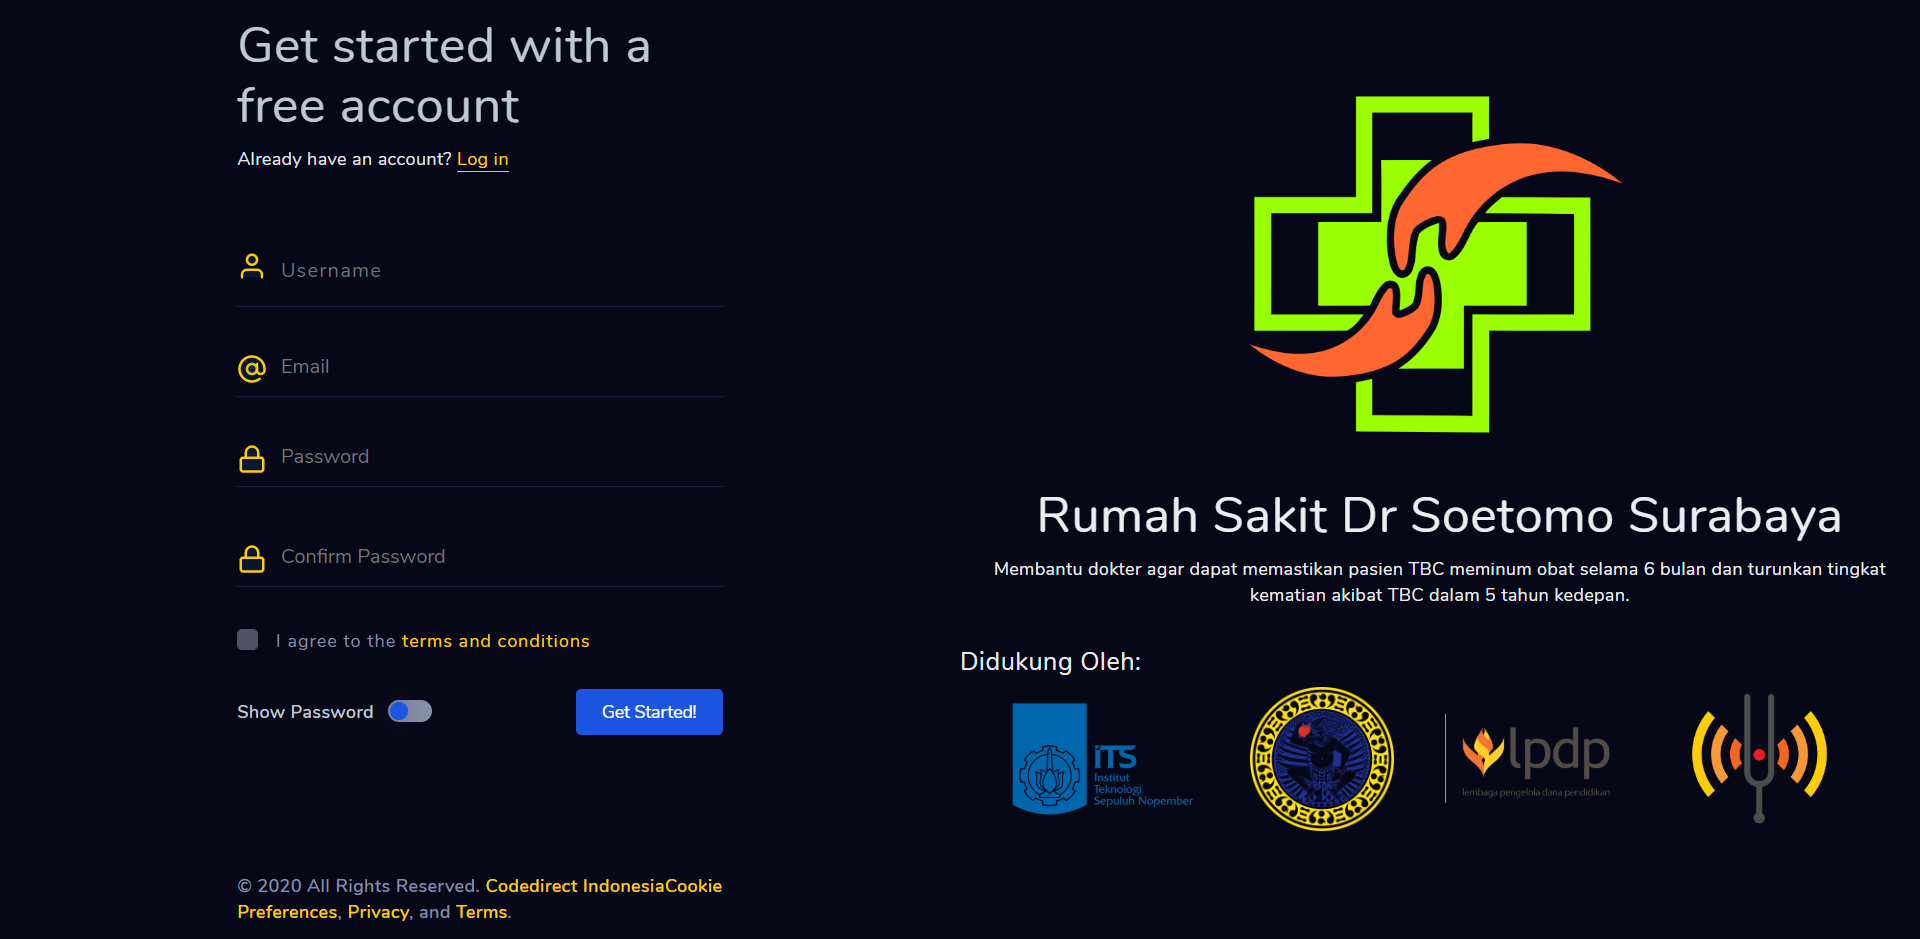 Get started with a
free account
Already have an account? Log in
Username
Email
Password
Confirm Password
I agree to the terms and conditions
Show Password
Get Started!
© 2020 All Rights Reserved. Codedirect IndonesiaCookie
Preferences, Privacy, and Terms.
Rumah Sakit Dr Soetomo Surabaya
Membantu dokter agar dapat memastikan pasien TBC meminum obat selama 6 bulan dan turunkan tingkat
kematian akibat TBC dalam 5 tahun kedepan.
Didukung Oleh:
ITS
Institut
Teknologi
Sepuluh Nopember
lpdp
lembaga pengelola dana pendidikan